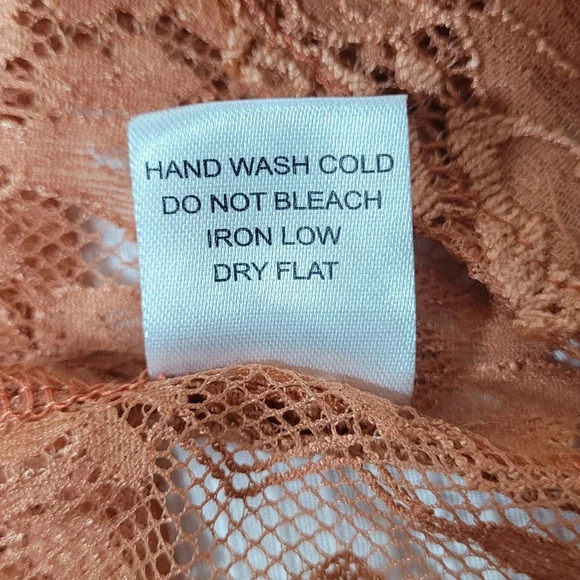 HAND WASH COLD
DO NOT BLEACH
IRON LOW
DRY FLAT